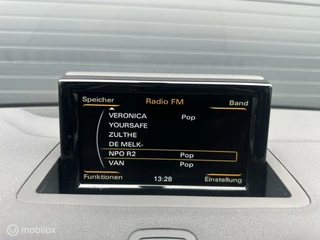 Speicher Radio FM Band
VERONICA Pop
YOURSAFE
ZULTHE
DE MELK-
NPO R2 Pop
VAN Pop
Funktionen 13:28 Einstellung
mobilox